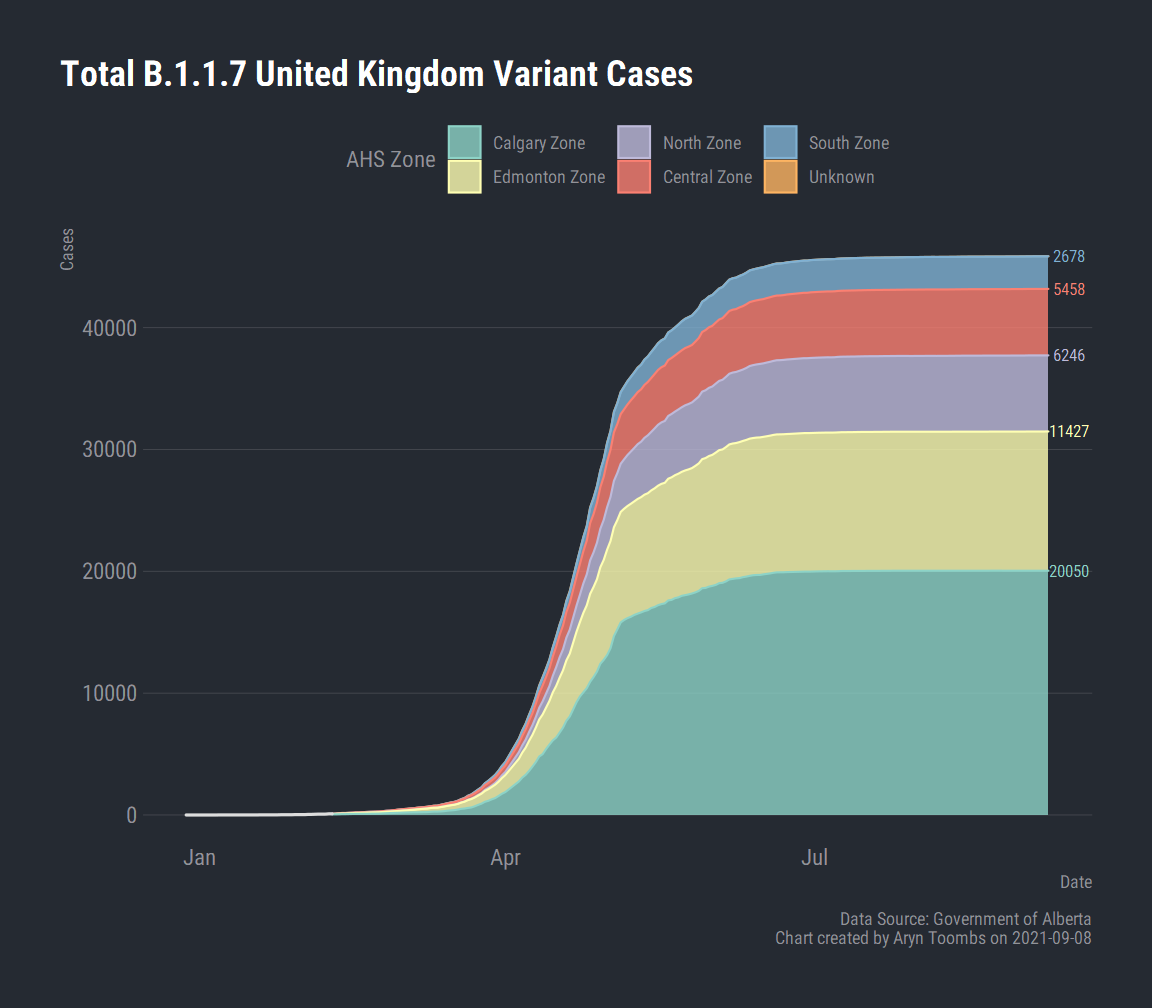 Total B.1.1.7 United Kingdom Variant Cases
AHS Zone
Calgary Zone
North Zone
South Zone
Edmonton Zone
Central Zone
Unknown
Cases
2678
5458
40000
6246
11427
30000
20000
20050
10000
0
Jan
Apr
Jul
Date
Data Source: Government of Alberta
Chart created by Aryn Toombs on 2021-09-08